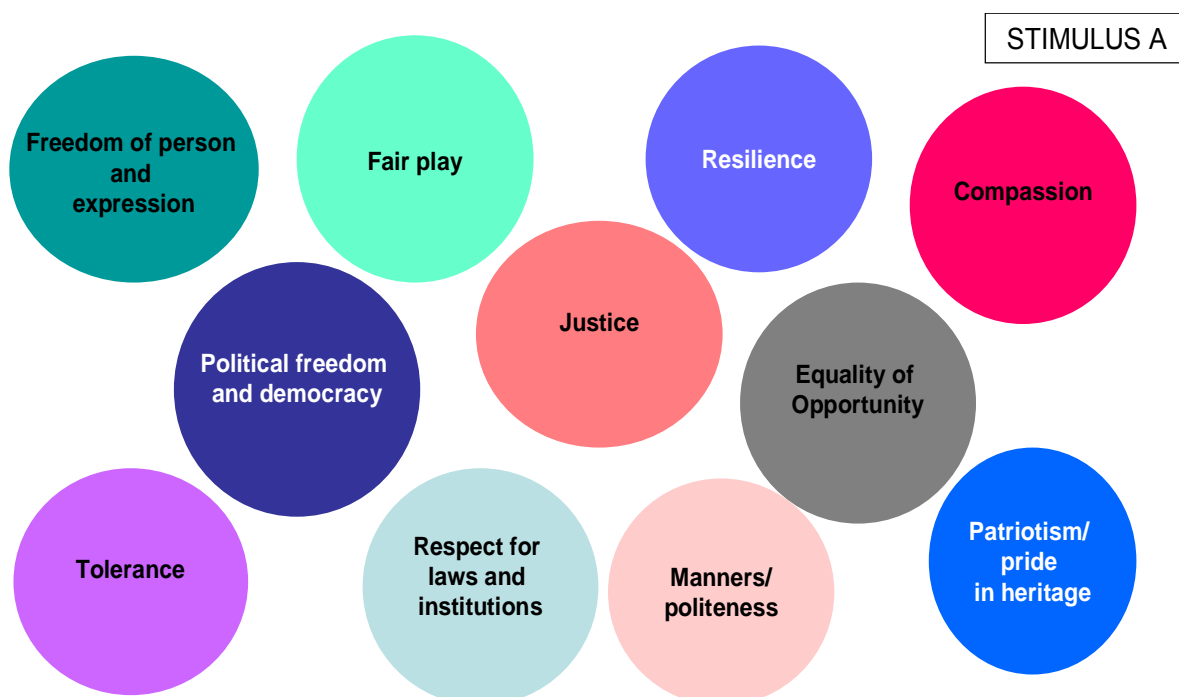 STIMULUS A
Freedom of person
and
expression
Fair play
Resilience
Compassion
Political freedom
and democracy
Justice
Equality of
Opportunity
Tolerance
Respect for
laws and
institutions
Manners/
politeness
Patriotism/
pride
in heritage